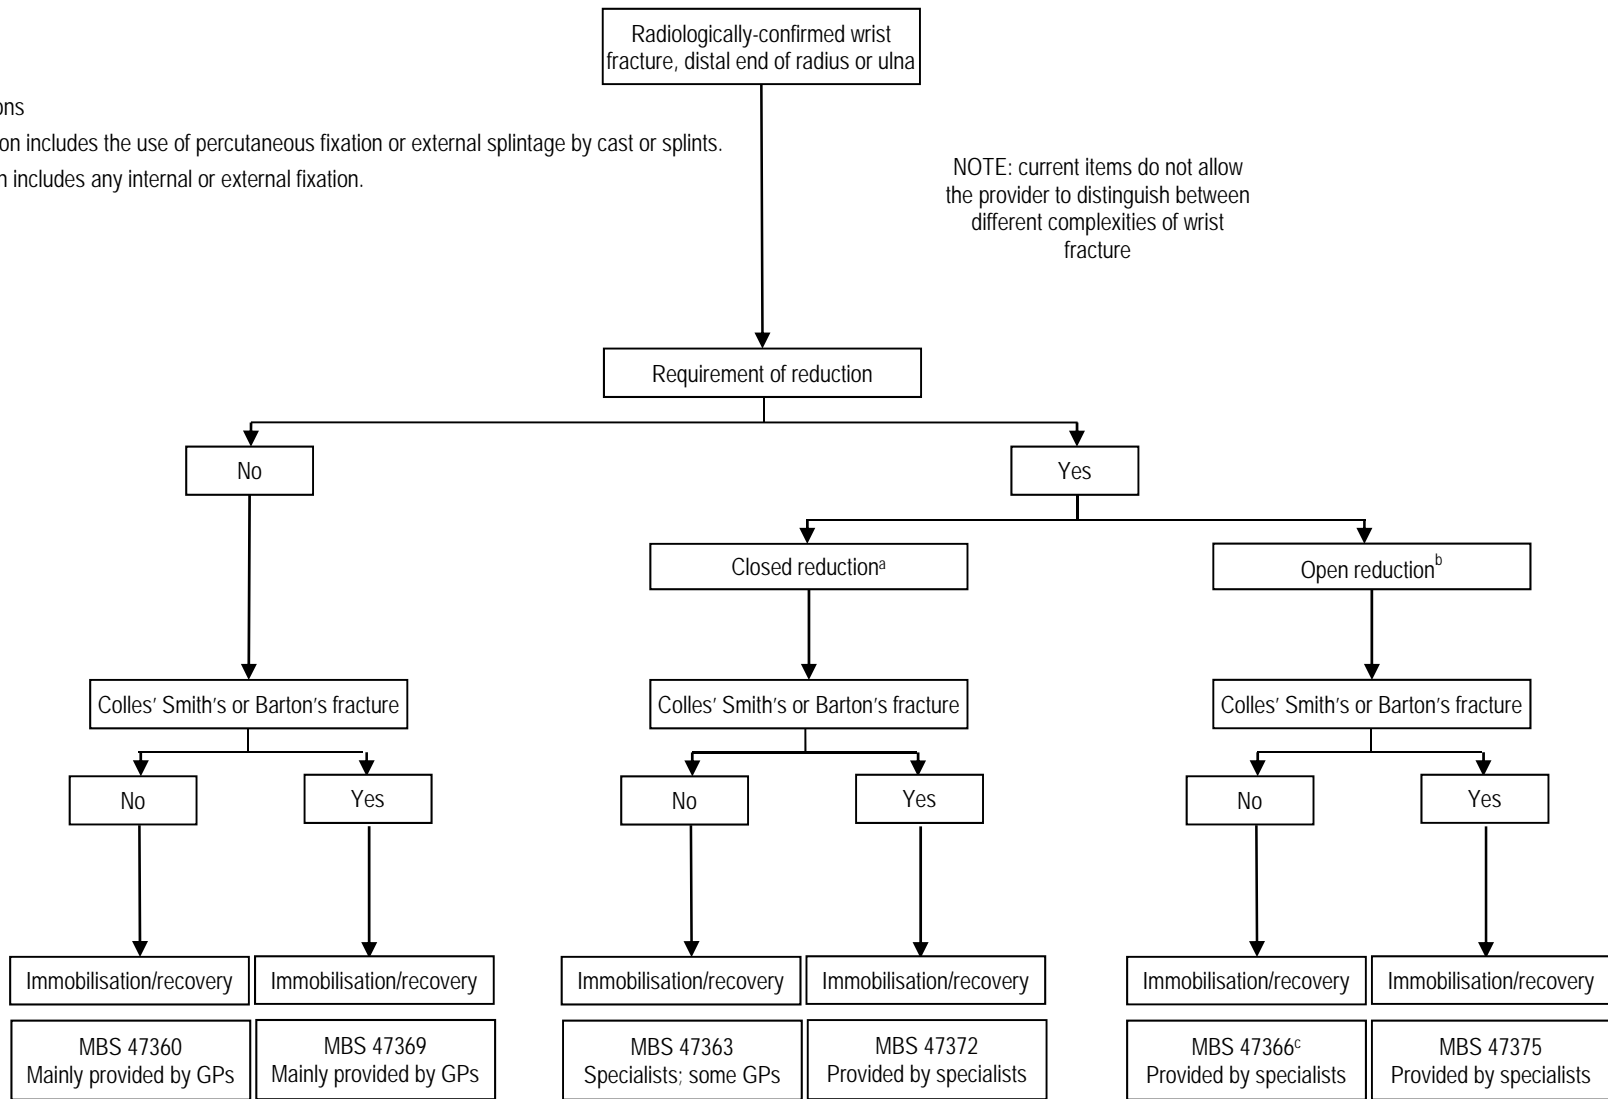 Radiologically-confirmed wrist
fracture, distal end of radius or ulna
ons
on includes the use of percutaneous fixation or external splintage by cast or splints.
n includes any internal or external fixation.
NOTE: current items do not allow
the provider to distinguish between
different complexities of wrist
fracture
Requirement of reduction
No
Yes
Closed reductionᵃ
Open reductionᵇ
Colles' Smith's or Barton's fracture
Colles' Smith's or Barton's fracture
Colles' Smith's or Barton's fracture
No
Yes
No
Yes
No
Yes
Immobilisation/recovery
Immobilisation/recovery
Immobilisation/recovery
Immobilisation/recovery
Immobilisation/recovery
Immobilisation/recovery
MBS 47360
Mainly provided by GPs
MBS 47369
Mainly provided by GPs
MBS 47363
Specialists; some GPs
MBS 47372
Provided by specialists
MBS 47366ᶜ
Provided by specialists
MBS 47375
Provided by specialists